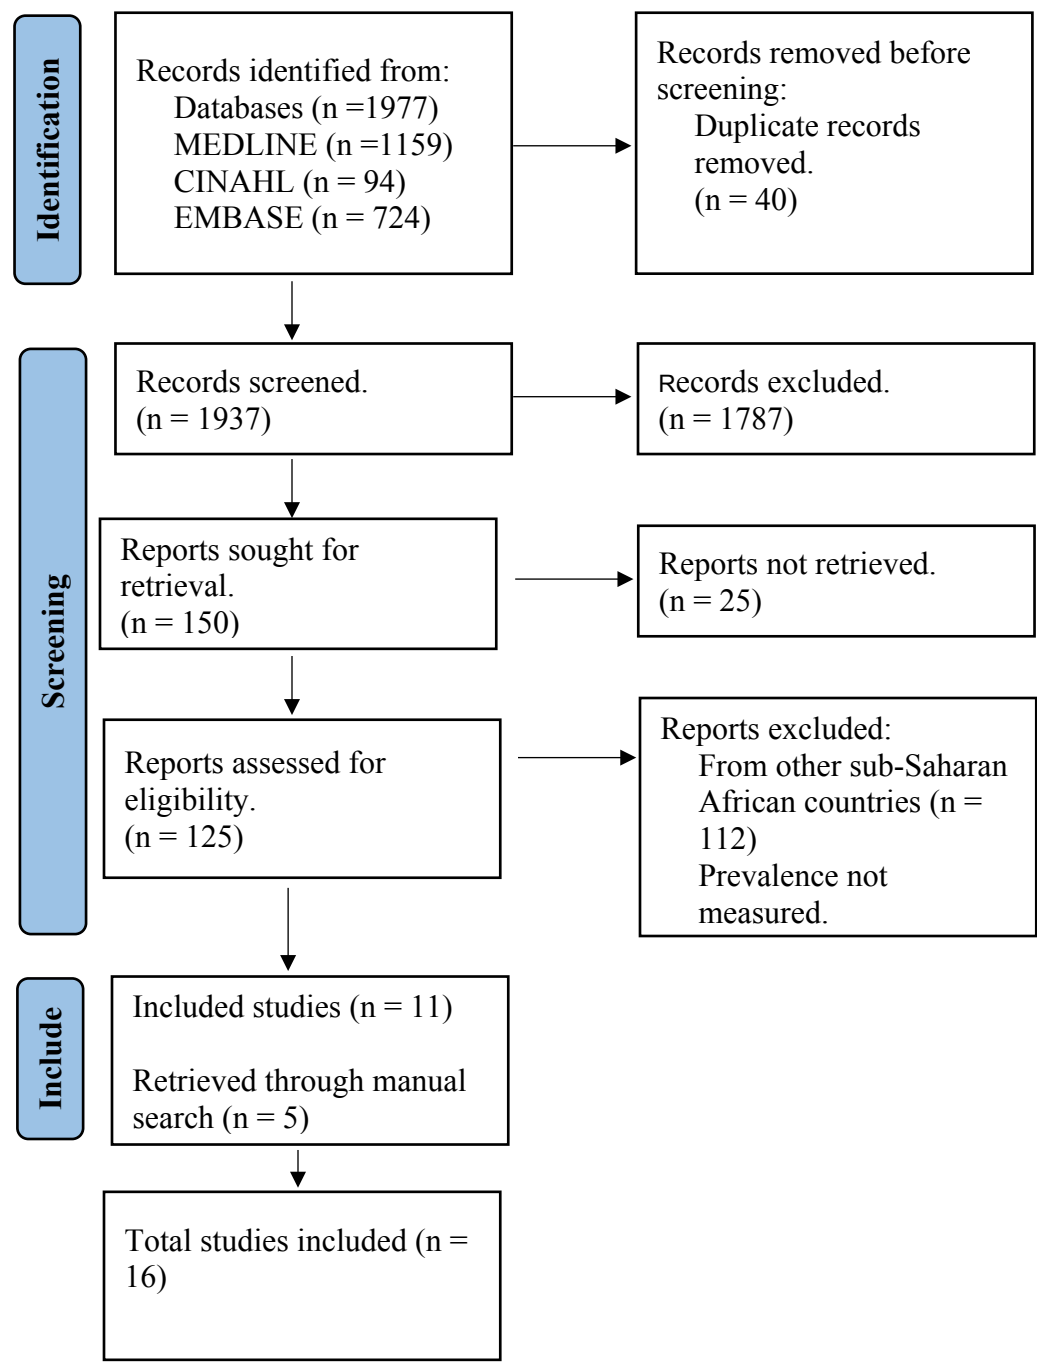 Identification
Records identified from:
Databases (n =1977)
MEDLINE (n =1159)
CINAHL (n = 94)
EMBASE (n = 724)
Records removed before
screening:
Duplicate records
removed.
(n = 40)
Screening
Records screened.
(n = 1937)
Records excluded.
(n = 1787)
Reports sought for
retrieval.
(n = 150)
Reports not retrieved.
(n = 25)
Reports assessed for
eligibility.
(n = 125)
Reports excluded:
From other sub-Saharan
African countries (n =
112)
Prevalence not
measured.
Include
Included studies (n = 11)
Retrieved through manual
search (n = 5)
Total studies included (n =
16)